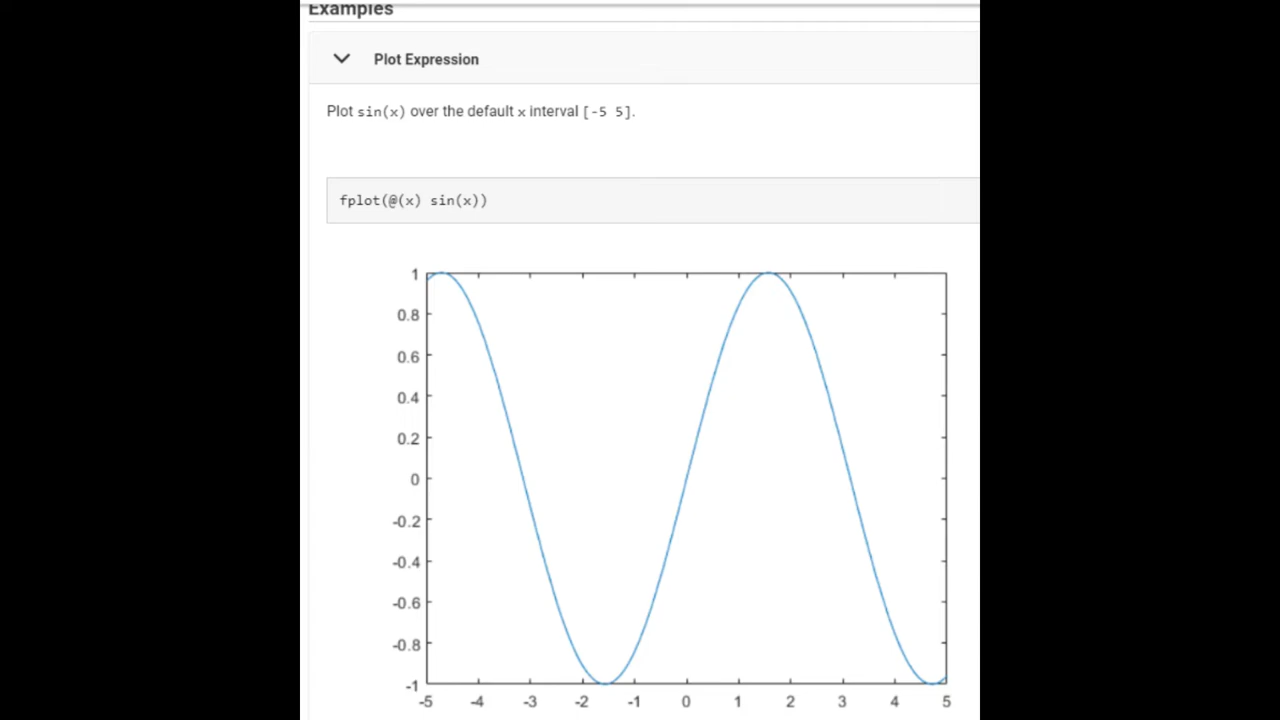 Examples
Plot Expression
Plot sin(x) over the default x interval [-5 5].
fplot(@(x) sin(x))
1
0.8
0.6
0.4
0.2
0
-0.2
-0.4
-0.6
-0.8
-1
-5 -4 -3 -2 -1 0 1 2 3 4 5